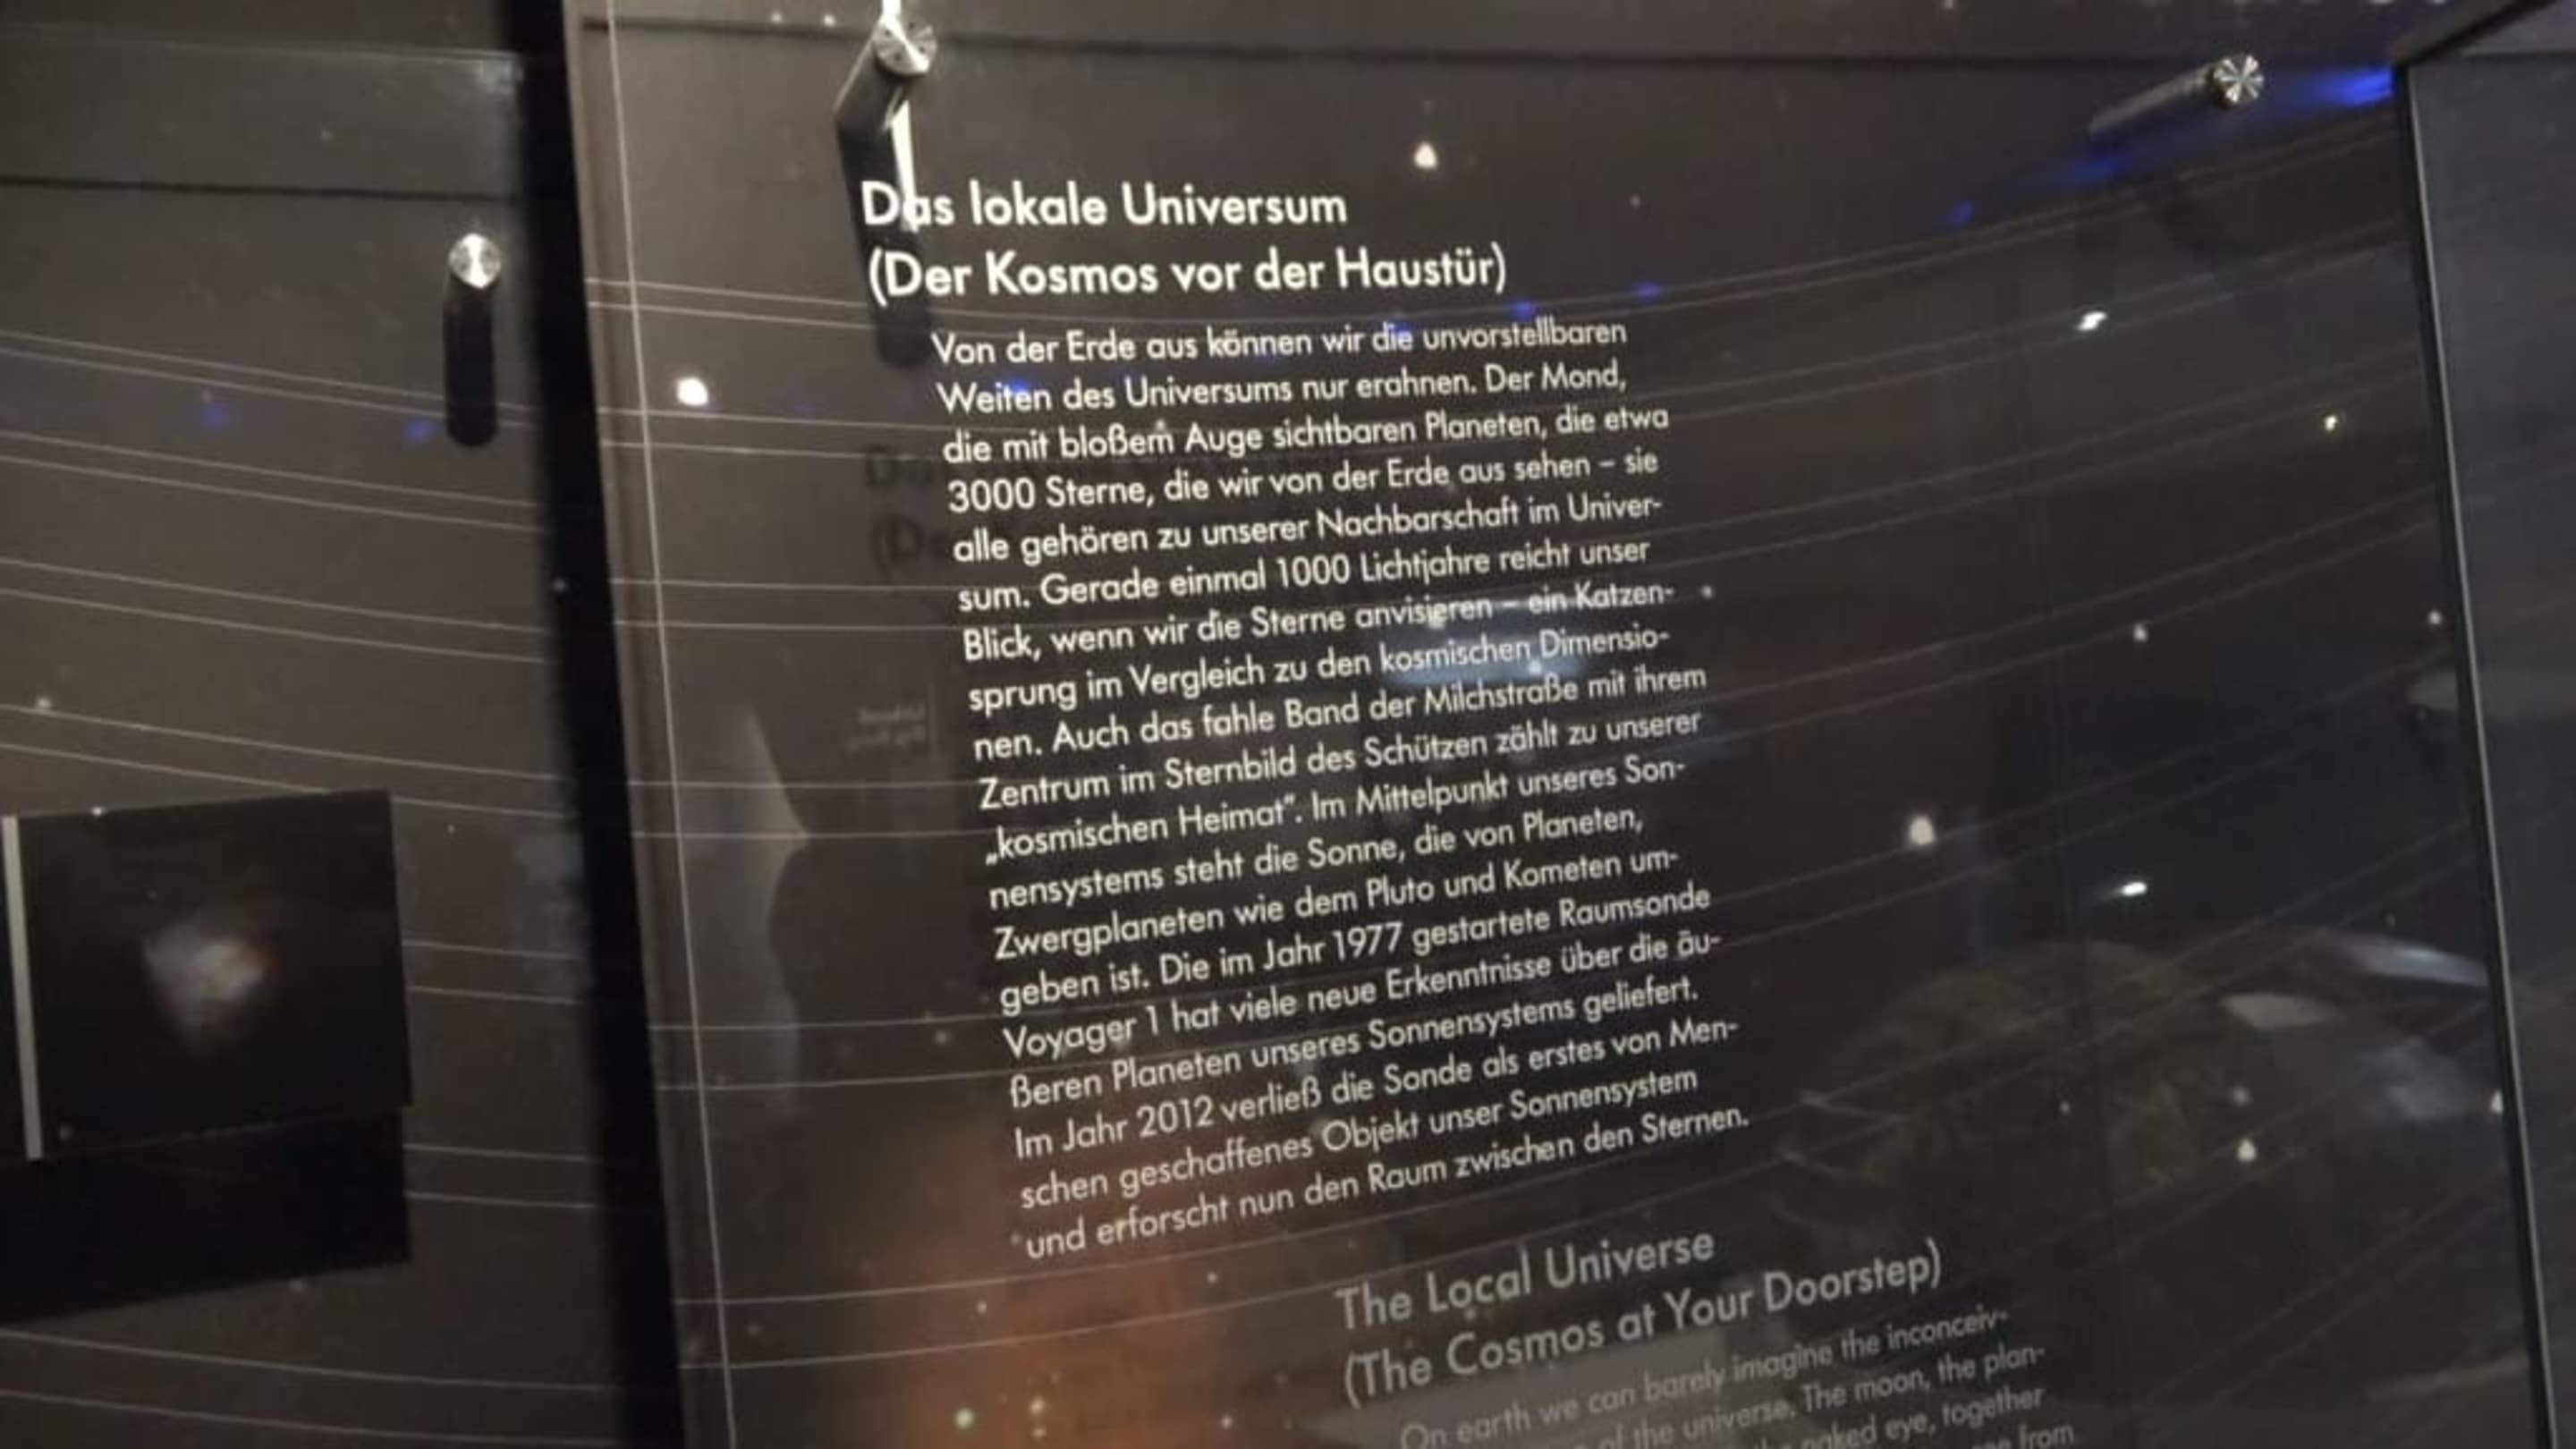 Das lokale Universum
(Der Kosmos vor der Haustür)
Von der Erde aus können wir die unvorstellbaren
Weiten des Universums nur erahnen. Der Mond,
die mit bloßem Auge sichtbaren Planeten, die etwa
3000 Sterne, die wir von der Erde aus sehen – sie
alle gehören zu unserer Nachbarschaft im Univer-
sum. Gerade einmal 1000 Lichtjahre reicht unser
Blick, wenn wir die Sterne anvisieren – ein Katzen-
sprung im Vergleich zu den kosmischen Dimensio-
nen. Auch das fahle Band der Milchstraße mit ihrem
Zentrum im Sternbild des Schützen zählt zu unserer
„kosmischen Heimat“. Im Mittelpunkt unseres Son-
nensystems steht die Sonne, die von Planeten,
Zwergplaneten wie dem Pluto und Kometen um-
geben ist. Die im Jahr 1977 gestartete Raumsonde
Voyager 1 hat viele neue Erkenntnisse über die äu-
ßeren Planeten unseres Sonnensystems geliefert.
Im Jahr 2012 verließ die Sonde als erstes von Men-
schen geschaffenes Objekt unser Sonnensystem
und erforscht nun den Raum zwischen den Sternen.
The Local Universe
(The Cosmos at Your Doorstep)
On earth we can barely imagine the inconceiv-
of the universe. The moon, the plan-
naked eye, together
from